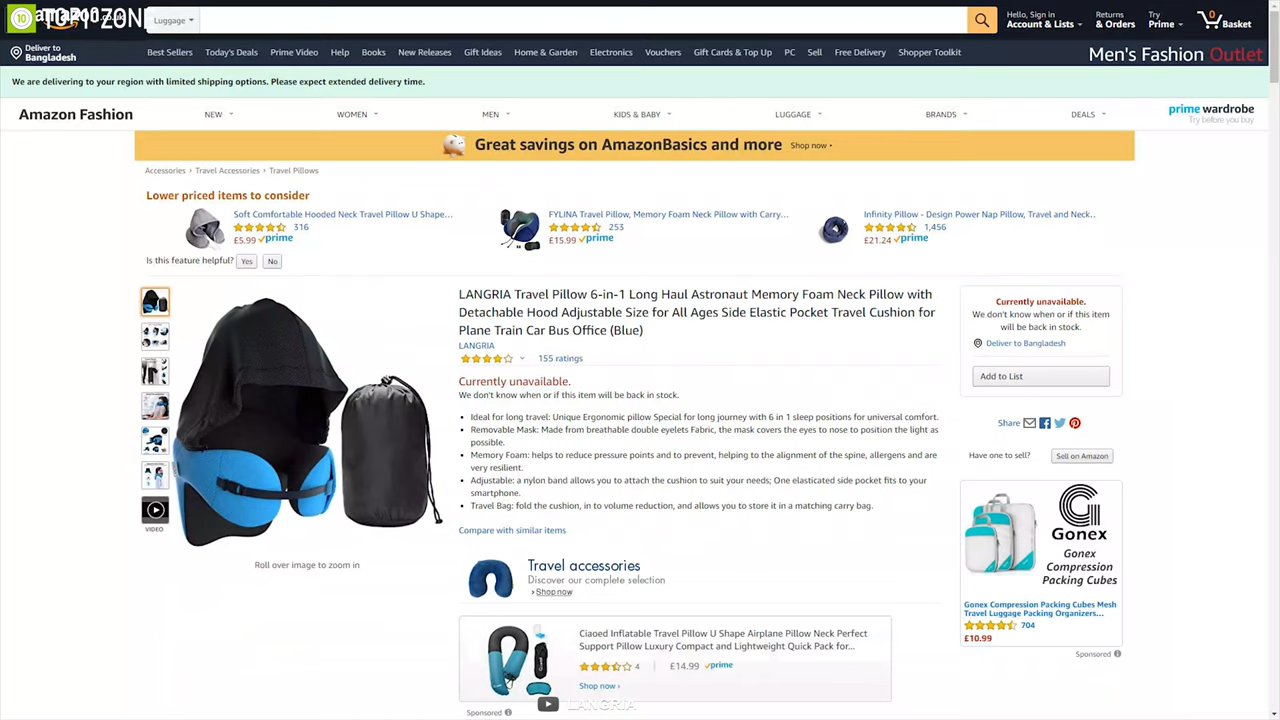 10 TOP 10 ZONE
Luggage
Hello, Sign in
Account & Lists
Returns
& Orders
Try
Prime
0
Basket
Deliver to
Bangladesh
Best Sellers Today's Deals Prime Video Help Books New Releases Gift Ideas Home & Garden Electronics Vouchers Gift Cards & Top Up PC Sell Free Delivery Shopper Toolkit
Men's Fashion Outlet
We are delivering to your region with limited shipping options. Please expect extended delivery time.
Amazon Fashion
NEW WOMEN MEN KIDS & BABY LUGGAGE BRANDS DEALS
prime wardrobe
Try before you buy
Great savings on AmazonBasics and more Shop now
Accessories › Travel Accessories › Travel Pillows
Lower priced items to consider
Soft Comfortable Hooded Neck Travel Pillow U Shape...
316
£5.99 prime
FYLINA Travel Pillow, Memory Foam Neck Pillow with Carry...
253
£15.99 prime
Infinity Pillow - Design Power Nap Pillow, Travel and Neck..
1,456
£21.24 prime
Is this feature helpful? Yes No
LANGRIA Travel Pillow 6-in-1 Long Haul Astronaut Memory Foam Neck Pillow with
Detachable Hood Adjustable Size for All Ages Side Elastic Pocket Travel Cushion for
Plane Train Car Bus Office (Blue)
LANGRIA
155 ratings
Currently unavailable.
We don't know when or if this item will be back in stock.
• Ideal for long travel: Unique Ergonomic pillow Special for long journey with 6 in 1 sleep positions for universal comfort.
• Removable Mask: Made from breathable double eyelets Fabric, the mask covers the eyes to nose to position the light as
possible.
• Memory Foam: helps to reduce pressure points and to prevent, helping to the alignment of the spine, allergens and are
very resilient.
• Adjustable: a nylon band allows you to attach the cushion to suit your needs; One elasticated side pocket fits to your
smartphone.
• Travel Bag: fold the cushion, in to volume reduction, and allows you to store it in a matching carry bag.
Compare with similar items
VIDEO
Roll over image to zoom in
Travel accessories
Discover our complete selection
› Shop now
Ciaoed Inflatable Travel Pillow U Shape Airplane Pillow Neck Perfect
Support Pillow Luxury Compact and Lightweight Quick Pack for...
4 £14.99 prime
Shop now ›
Sponsored
LANGRIA
Currently unavailable.
We don't know when or if this item
will be back in stock.
Deliver to Bangladesh
Add to List
Share
Have one to sell? Sell on Amazon
Gonex
Gonex
Compression
Packing Cubes
Gonex Compression Packing Cubes Mesh
Travel Luggage Packing Organizers...
704
£10.99
Sponsored